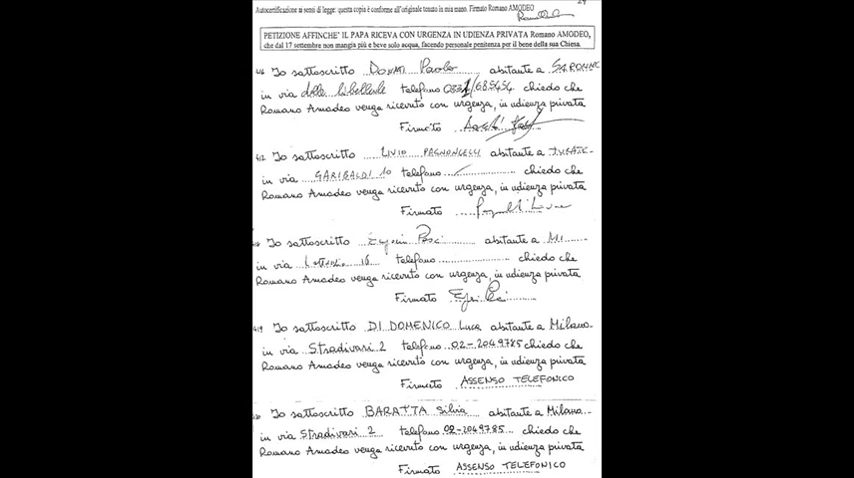 Autocertificazione ai sensi di legge: questa copia è conforme all'originale tenuto in mia mano. Firmato Romano AMODEO
PETIZIONE AFFINCHE' IL PAPA RICEVA CON URGENZA IN UDIENZA PRIVATA Romano AMODEO,
che dal 17 settembre non mangia più e beve solo acqua, facendo personale penitenza per il bene della sua Chiesa.
Io sottoscritto DONATI Paolo abitante a SARONNO
in via delle libellule telefono 0331/685454 chiedo che
Romano Amodeo venga ricevuto con urgenza, in udienza privata
Firmato
Io sottoscritto LIVIO PAGNONCELLI abitante a
in via GARIBALDI 10 telefono chiedo che
Romano Amodeo venga ricevuto con urgenza, in udienza privata
Firmato
Io sottoscritto abitante a MI
in via 16 telefono chiedo che
Romano Amodeo venga ricevuto con urgenza, in udienza privata
Firmato
419 Io sottoscritto DI DOMENICO Luca abitante a Milano
in via Stradivari 2 telefono 02-2049785 chiedo che
Romano Amodeo venga ricevuto con urgenza, in udienza privata
Firmato ASSENSO TELEFONICO
Io sottoscritto BARATTA Silvia abitante a Milano
in via Stradivari 2 telefono 02-2049785 chiedo che
Romano Amodeo venga ricevuto con urgenza, in udienza privata
Firmato ASSENSO TELEFONICO